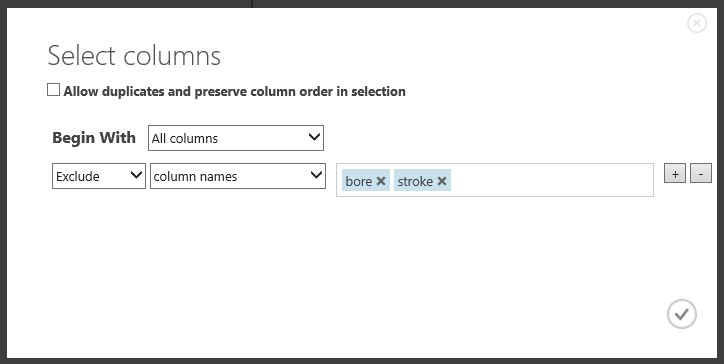 Select columns
Allow duplicates and preserve column order in selection
Begin With All columns
Exclude column names bore stroke + -